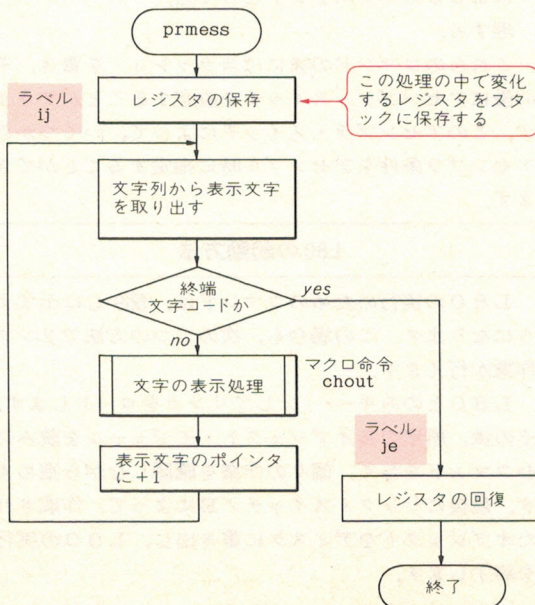 prmess
ラベル
ij
レジスタの保存
この処理の中で変化
するレジスタをスタ
ックに保存する
文字列から表示文字
を取り出す
終端
文字コードか
yes
no
マクロ命令
chout
文字の表示処理
表示文字のポインタ
に+1
ラベル
je
レジスタの回復
終了